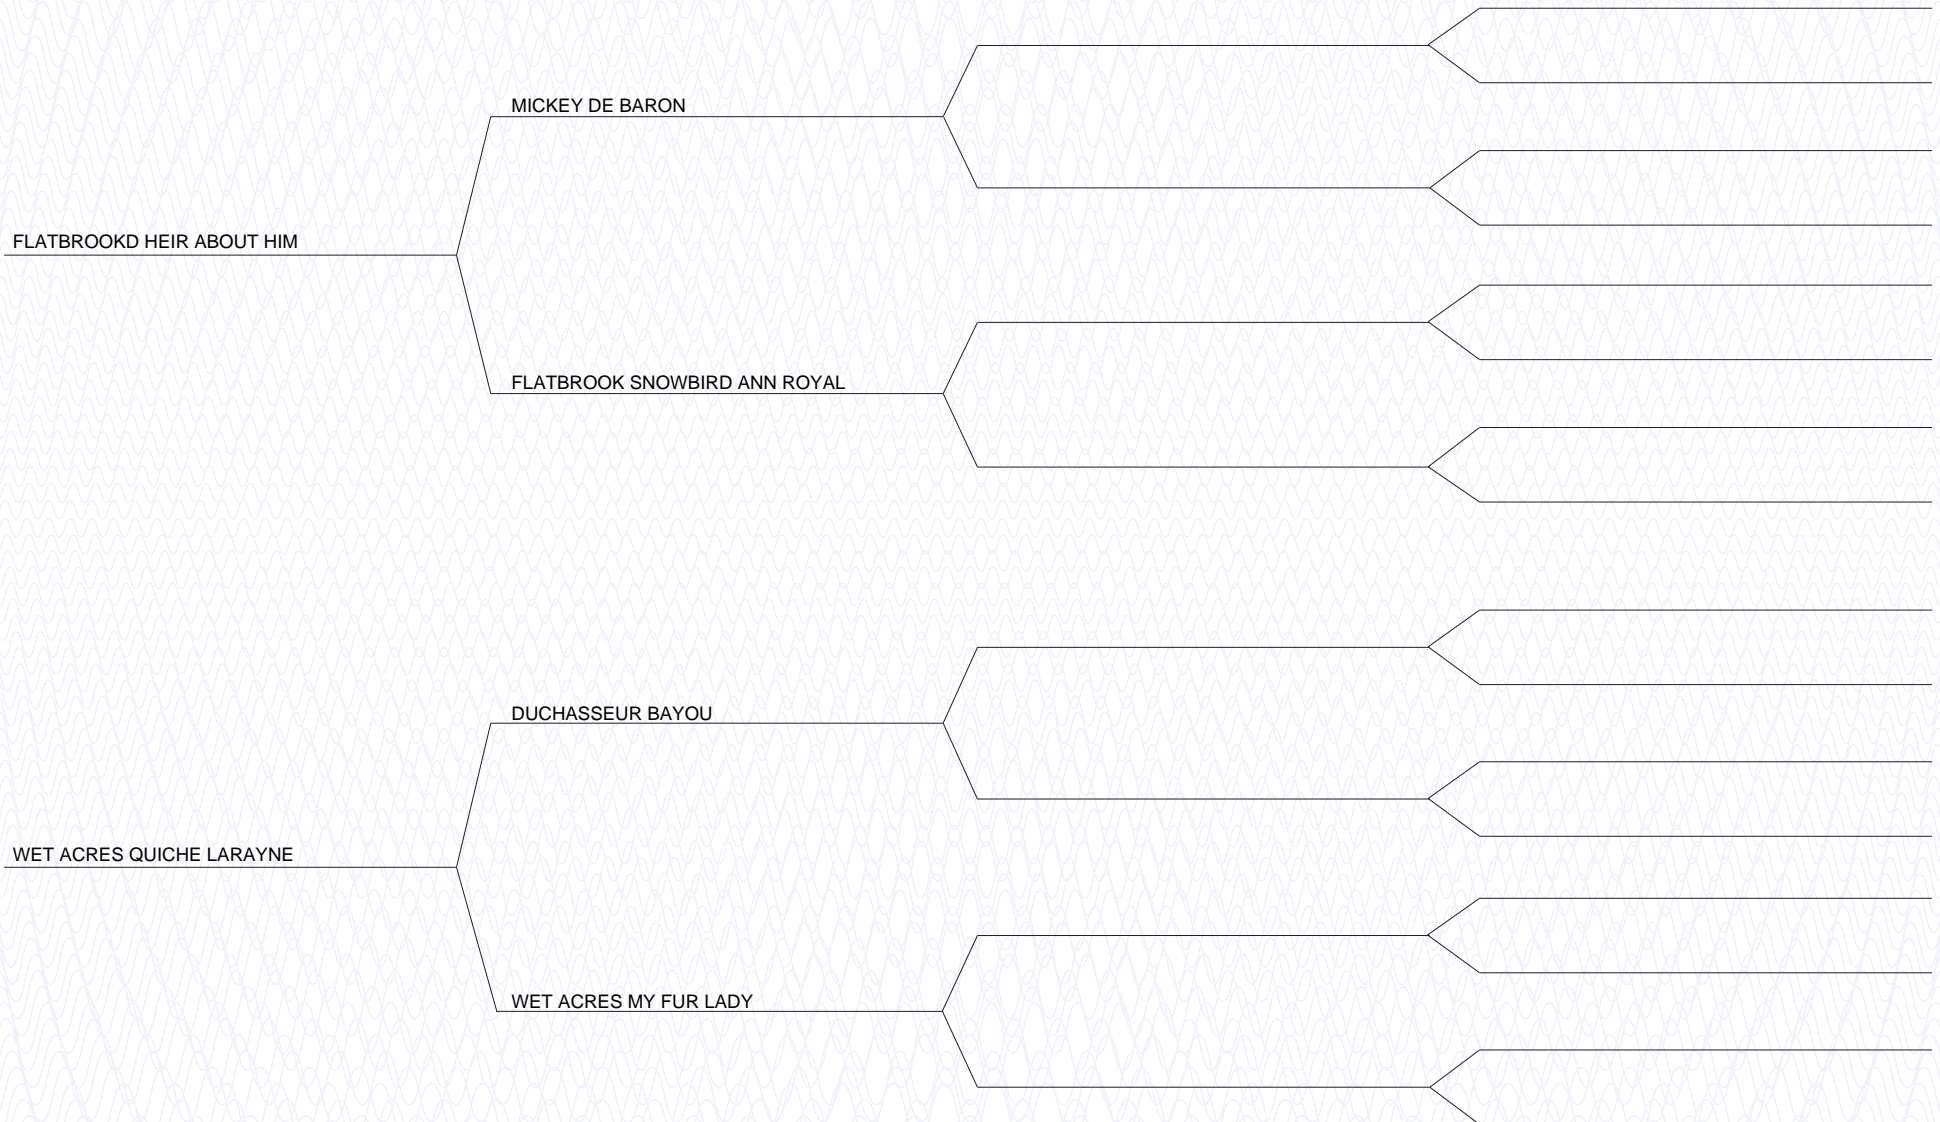 MICKEY DE BARON
FLATBROOKD HEIR ABOUT HIM
FLATBROOK SNOWBIRD ANN ROYAL
DUCHASSEUR BAYOU
WET ACRES QUICHE LARAYNE
WET ACRES MY FUR LADY